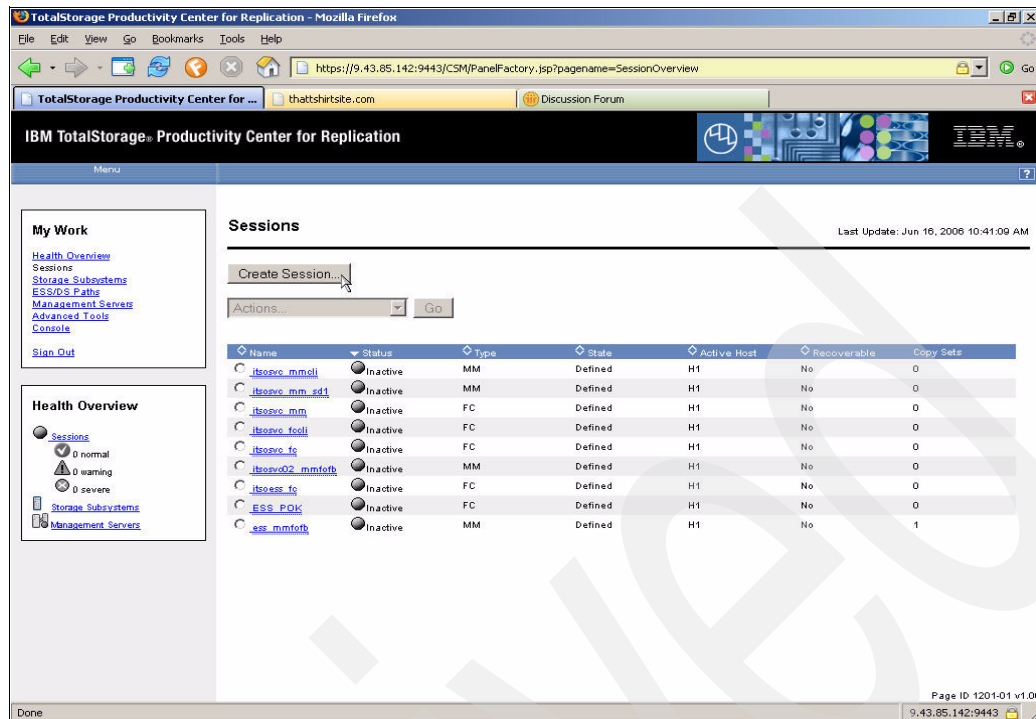 TotalStorage Productivity Center for Replication - Mozilla Firefox
File Edit View Go Bookmarks Tools Help
https://9.43.85.142:9443/CSM/PanelFactory.jsp?pagename=SessionOverview
Go
TotalStorage Productivity Center for ...
thattshirtsite.com
Discussion Forum
IBM TotalStorage® Productivity Center for Replication
IBM®
Menu
?
My Work
Health Overview
Sessions
Storage Subsystems
ESS/DS Paths
Management Servers
Advanced Tools
Console
Sign Out
Health Overview
Sessions
0 normal
0 warning
0 severe
Storage Subsystems
Management Servers
Sessions
Last Update: Jun 16, 2006 10:41:09 AM
Create Session...
Actions... Go
Name Status Type State Active Host Recoverable Copy Sets
itsosvc_mmcli Inactive MM Defined H1 No 0
itsosvc_mm_sd1 Inactive MM Defined H1 No 0
itsosvc_mm Inactive FC Defined H1 No 0
itsosvc_fccli Inactive FC Defined H1 No 0
itsosvc_fc Inactive FC Defined H1 No 0
itsosvc02_mmfofb Inactive MM Defined H1 No 0
itsoess_fc Inactive FC Defined H1 No 0
ESS_POK Inactive FC Defined H1 No 0
ess_mmfofb Inactive MM Defined H1 No 1
Page ID 1201-01 v1.00
Done
9.43.85.142:9443